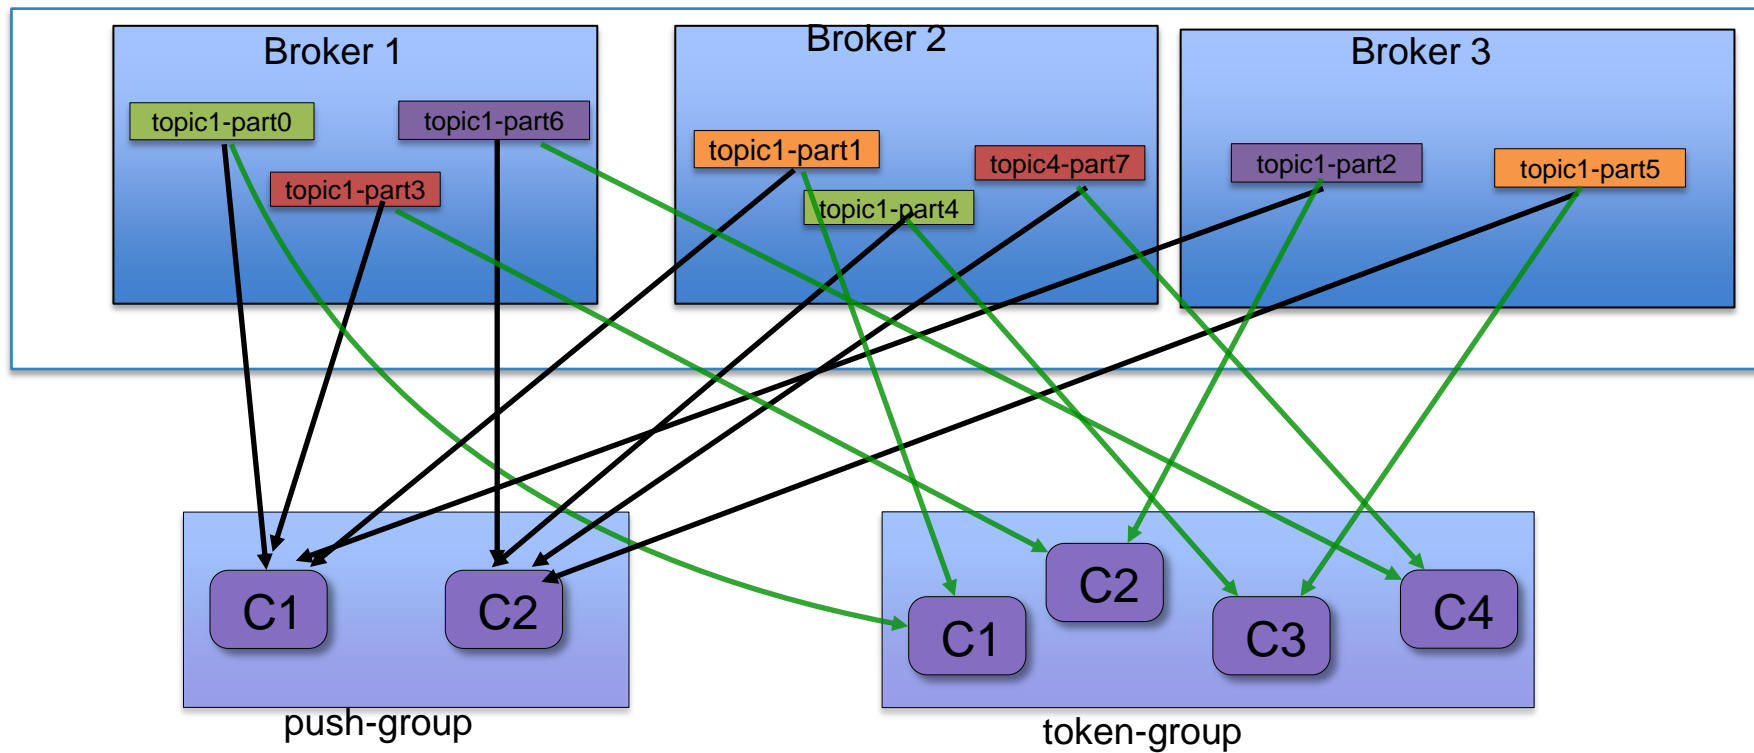 Broker 1
Broker 2
Broker 3
topic1-part0
topic1-part6
topic1-part3
topic1-part1
topic4-part7
topic1-part4
topic1-part2
topic1-part5
C1
C2
C1
C2
C3
C4
push-group
token-group